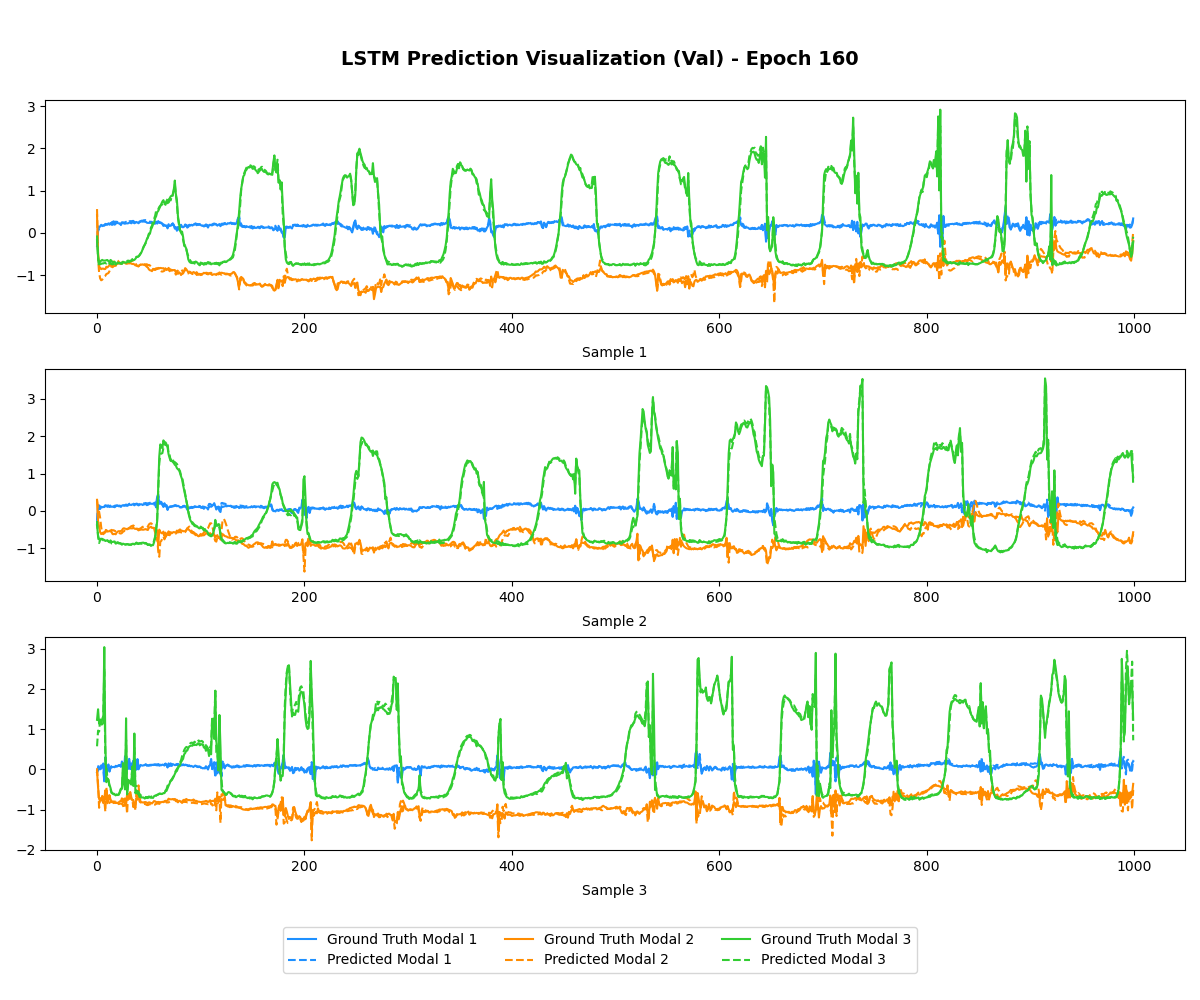 LSTM Prediction Visualization (Val) - Epoch 160
3
2
1
0
−1
0 200 400 600 800 1000
Sample 1
3
2
1
0
−1
0 200 400 600 800 1000
Sample 2
3
2
1
0
−1
−2
0 200 400 600 800 1000
Sample 3
Ground Truth Modal 1 Ground Truth Modal 2 Ground Truth Modal 3
Predicted Modal 1 Predicted Modal 2 Predicted Modal 3